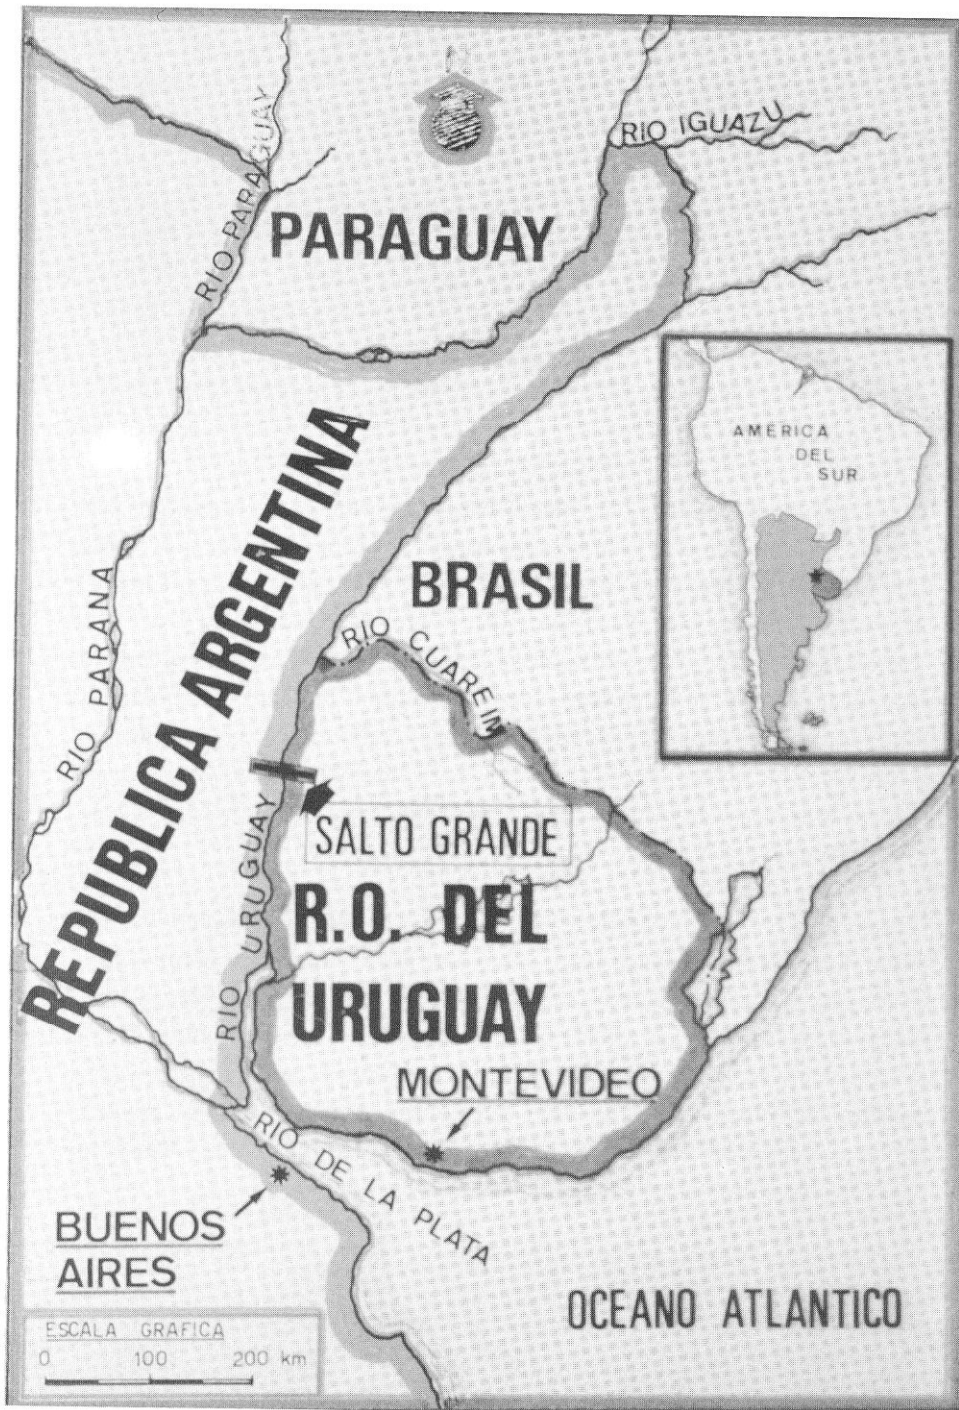 RIO IGUAZU
RIO PARAGUAY
PARAGUAY
AMERICA
DEL
SUR
REPUBLICA ARGENTINA
BRASIL
RIO PARANA
RIO CUAREIM
SALTO GRANDE
RIO URUGUAY
R.O. DEL
URUGUAY
MONTEVIDEO
RIO DE LA PLATA
BUENOS
AIRES
OCEANO ATLANTICO
ESCALA GRAFICA
0 100 200 km